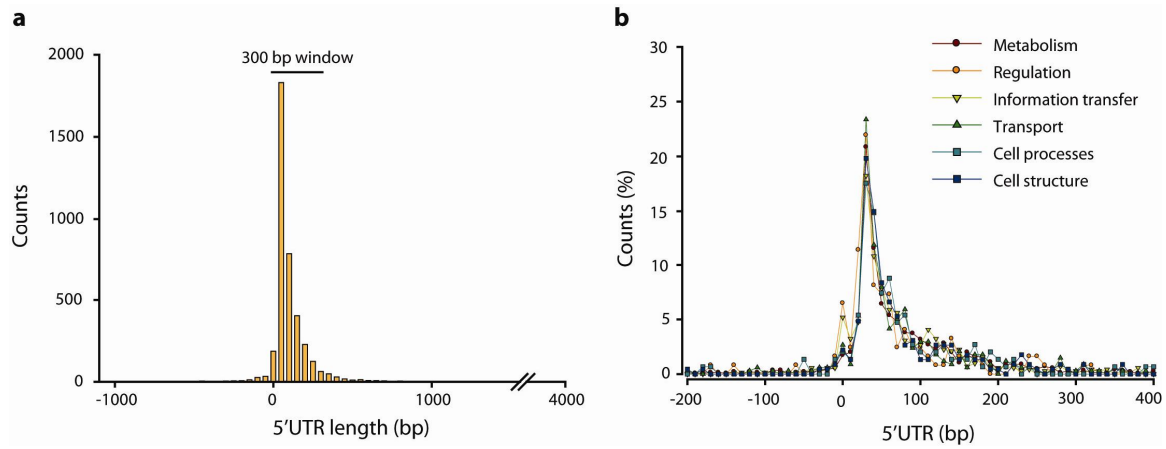 a
2000
1500
1000
500
0
Counts
300 bp window
-1000
0
1000
4000
5′UTR length (bp)
b
30
25
20
15
10
5
0
Counts (%)
Metabolism
Regulation
Information transfer
Transport
Cell processes
Cell structure
-200
-100
0
100
200
300
400
5′UTR (bp)